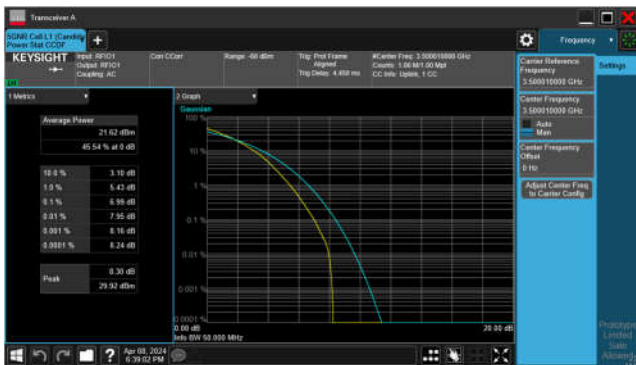 Transceiver A
5GNR Cell L1
Power Stat CCDF
+
Frequency
KEYSIGHT
Input: RFIO1
Output: RFIO1
Coupling: AC
Corr CCorr
Range: -60 dBm
Trig: Prot Frame
Aligned
Trig Delay: 4.450 ms
#Center Freq: 3.500010000 GHz
Counts: 1.00 M/1.00 Mpt
CC Info: Uplink, 1 CC
Carrier Reference
Frequency
3.500010000 GHz
Settings
Carrier Frequency
3.500010000 GHz
Auto
Man
Center Frequency
Offset
0 Hz
Adjust Center Freq
to Carrier Config
1 Metrics
Average Power
21.62 dBm
45.54 % at 0 dB
10.0 % 3.10 dB
1.0 % 5.43 dB
0.1 % 6.99 dB
0.01 % 7.95 dB
0.001 % 8.16 dB
0.0001 % 8.24 dB
Peak
8.30 dB
29.92 dBm
2 Graph
Gaussian
100 %
10 %
1 %
0.1 %
0.01 %
0.001 %
0.0001 %
0.00 dB
20.00 dB
Info BW 50.000 MHz
Apr 08, 2024
6:39:02 PM
Prototype
Limited
Sale
Allowed